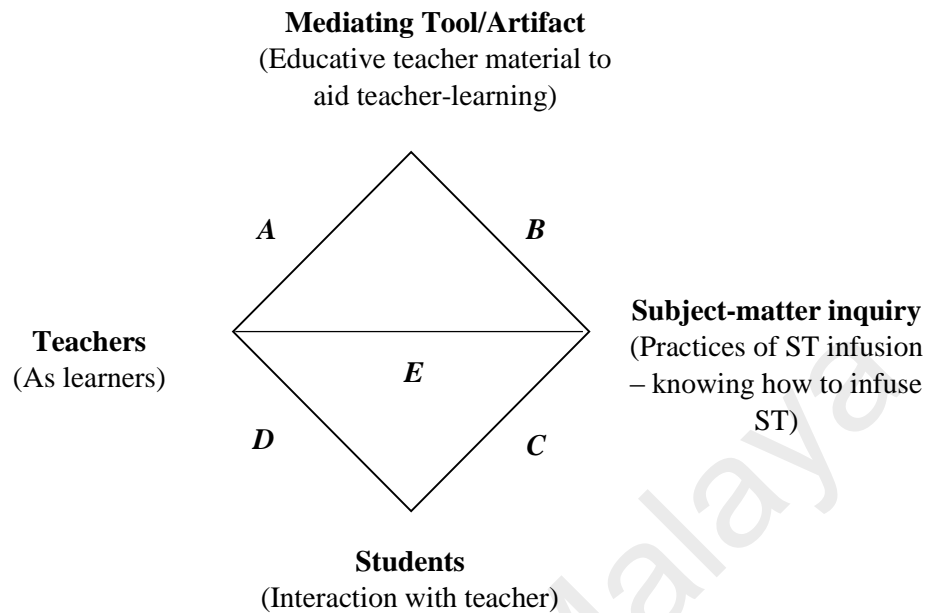 Mediating Tool/Artifact
(Educative teacher material to
aid teacher-learning)
A
B
Teachers
(As learners)
E
Subject-matter inquiry
(Practices of ST infusion
– knowing how to infuse
ST)
D
C
Students
(Interaction with teacher)
Malaya